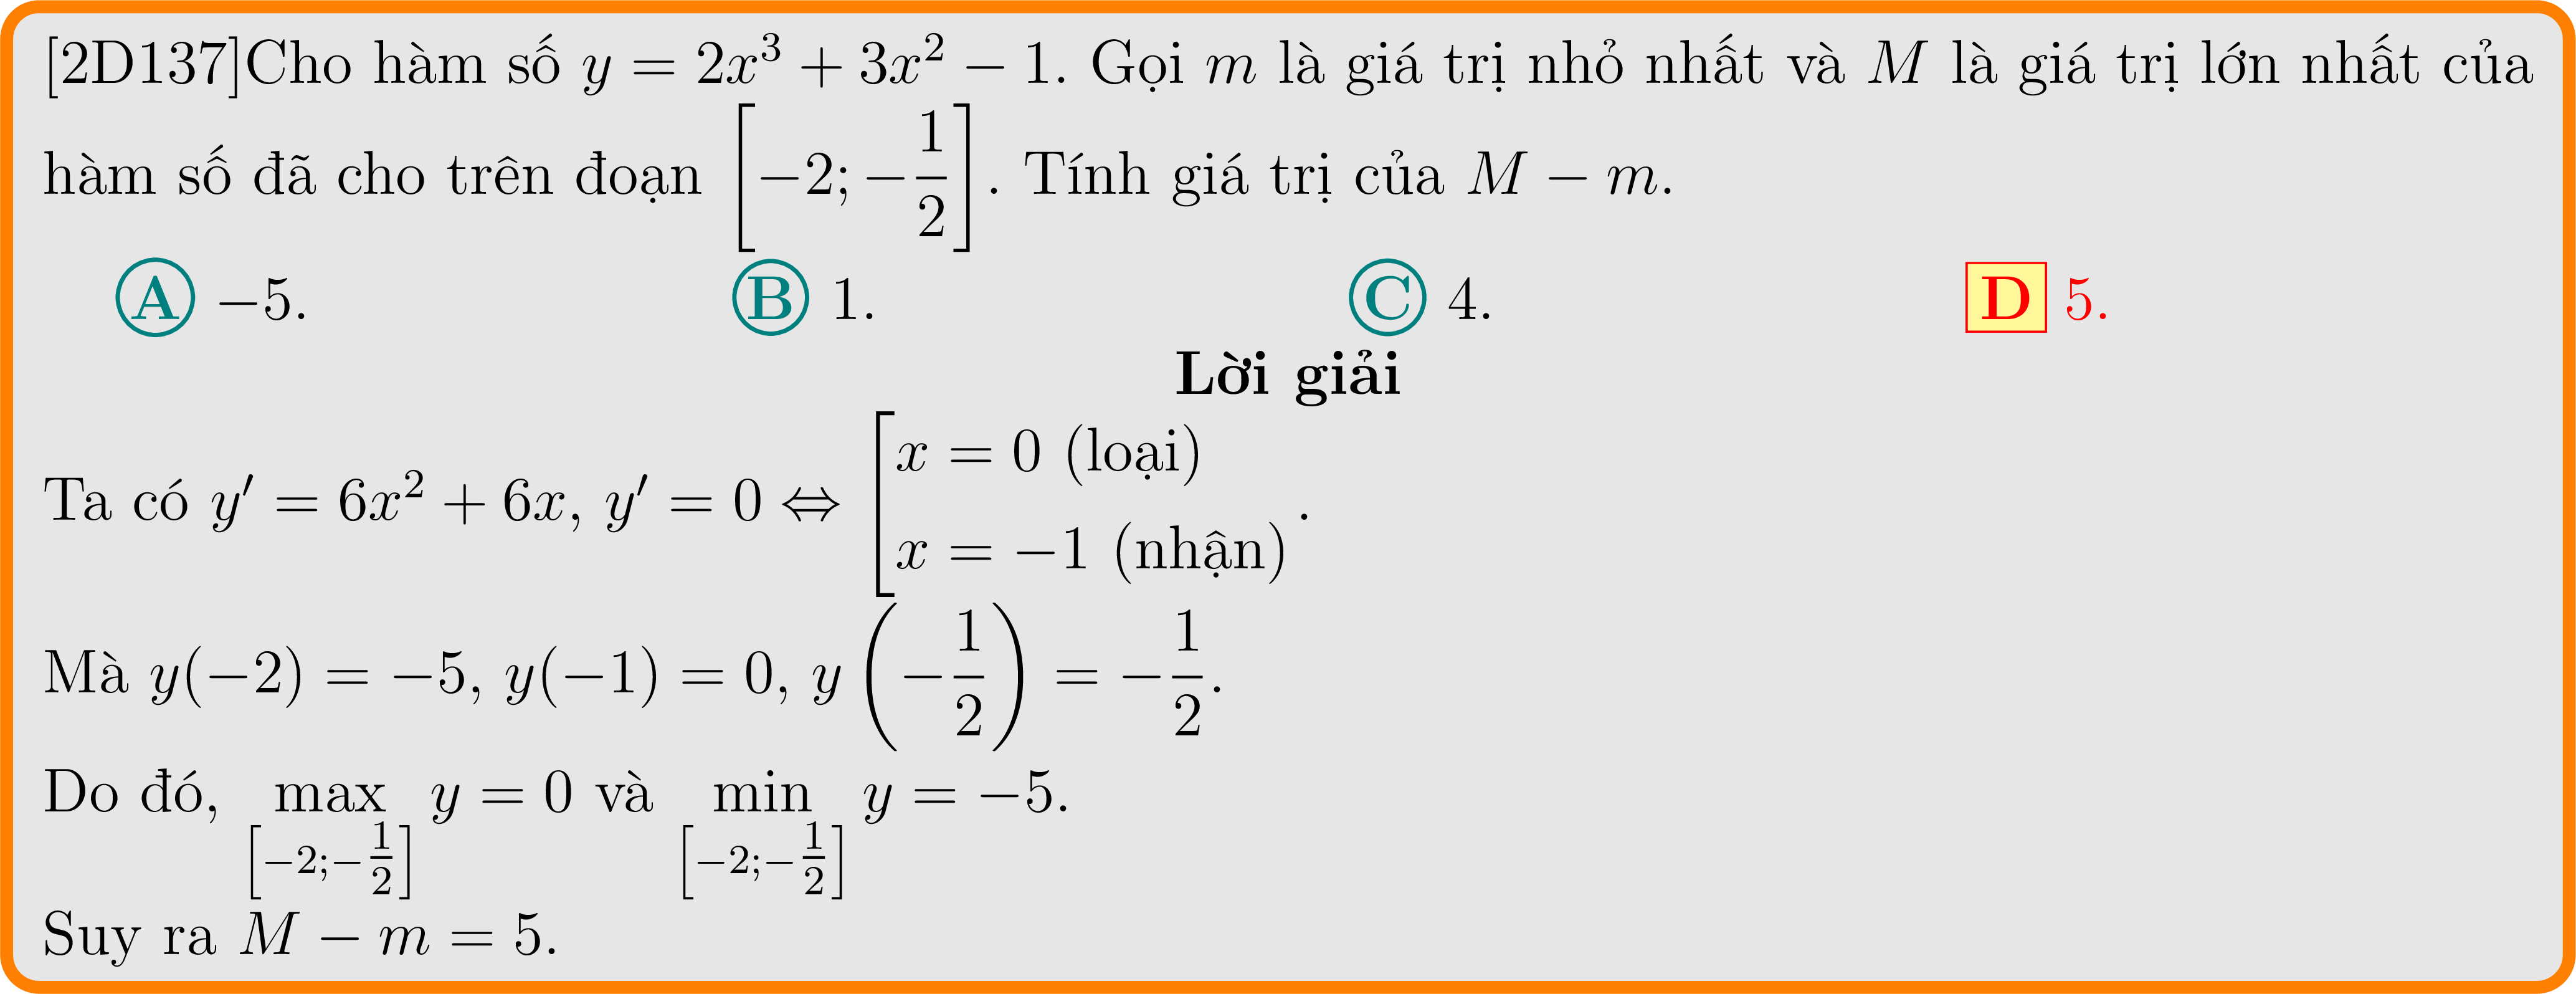 [2D137]Cho hàm số $y = 2x^3 + 3x^2 - 1$. Gọi $m$ là giá trị nhỏ nhất và $M$ là giá trị lớn nhất của
hàm số đã cho trên đoạn $\left[-2; -\frac{1}{2}\right]$. Tính giá trị của $M - m$.
A −5. B 1. C 4. D 5.
Lời giải
Ta có $y' = 6x^2 + 6x$, $y' = 0 \Leftrightarrow \left[\begin{array}{l} x = 0 \text{ (loại)} \\ x = -1 \text{ (nhận)} \end{array}\right.$.
Mà $y(-2) = -5$, $y(-1) = 0$, $y\left(-\frac{1}{2}\right) = -\frac{1}{2}$.
Do đó, $\max_{\left[-2;-\frac{1}{2}\right]} y = 0$ và $\min_{\left[-2;-\frac{1}{2}\right]} y = -5$.
Suy ra $M - m = 5$.